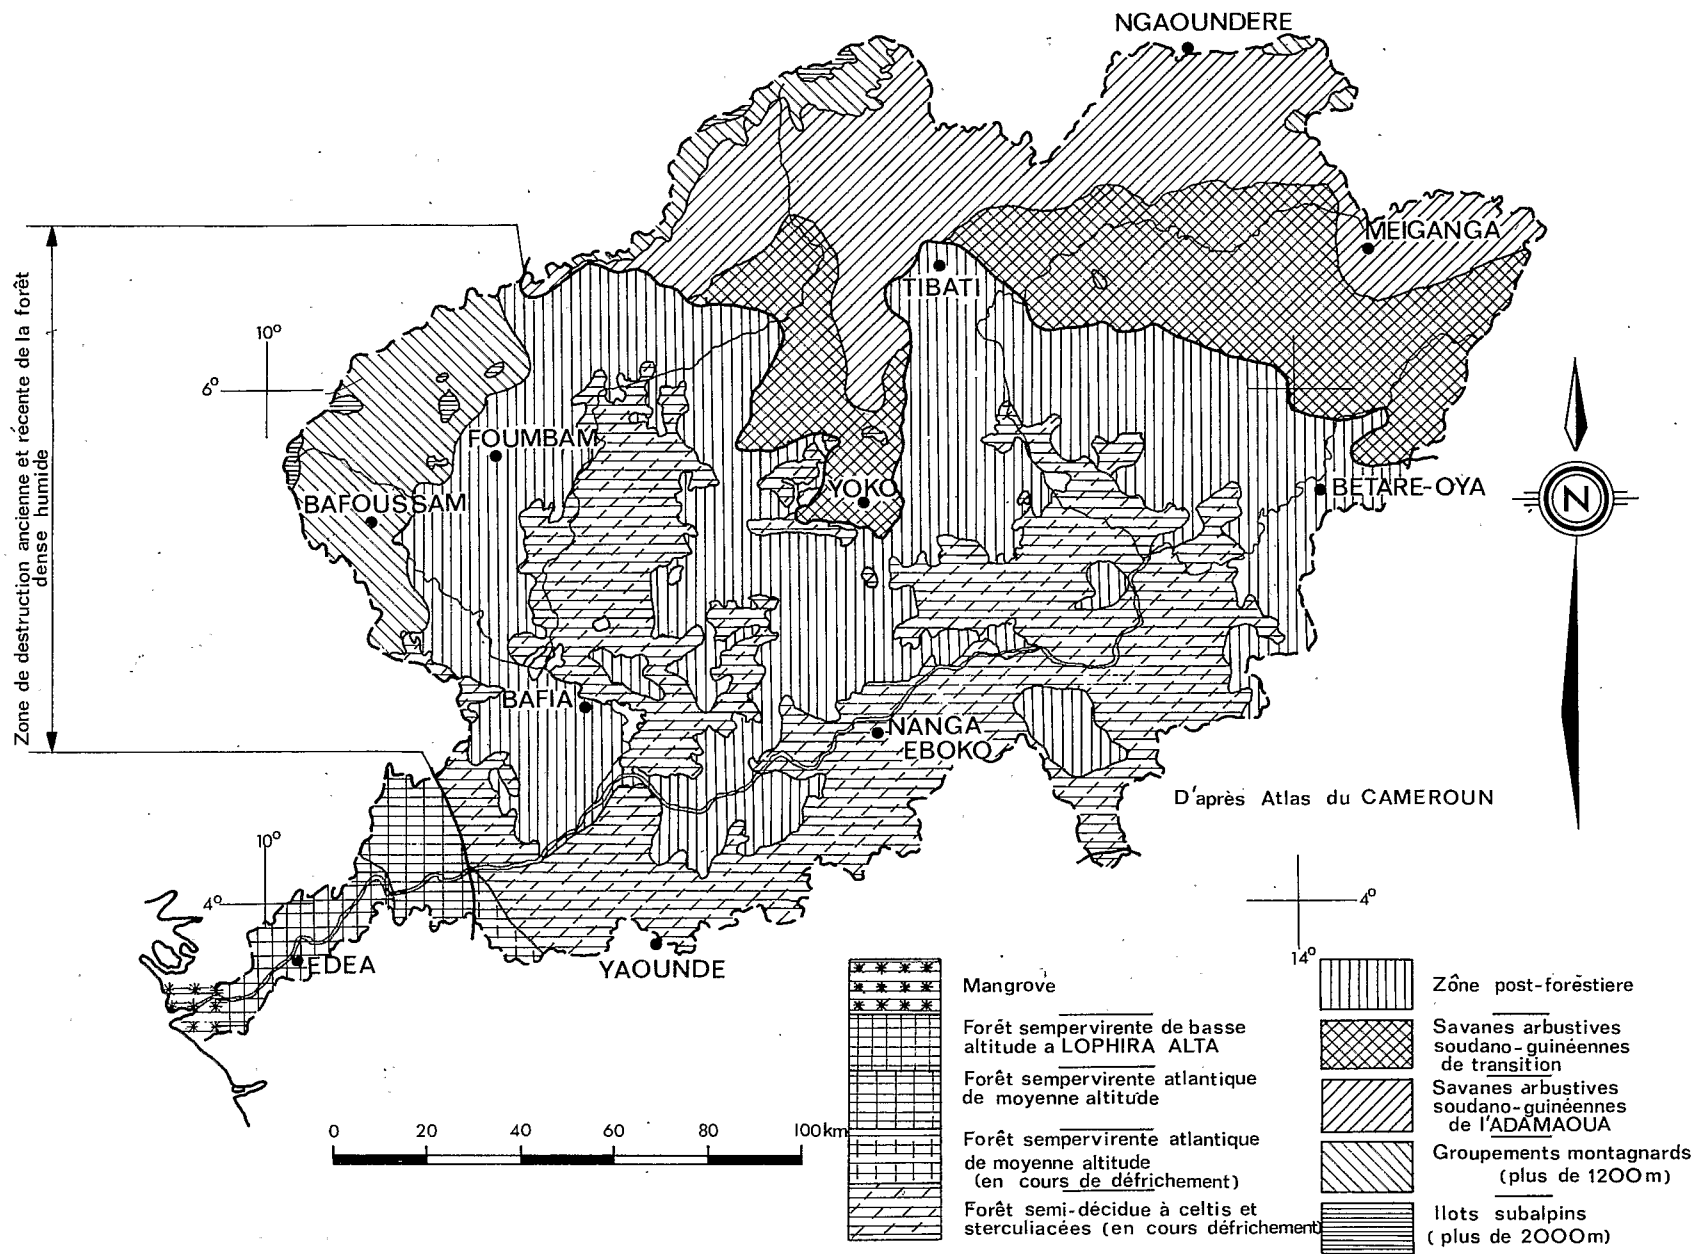 NGAOUNDERE
MEIGANGA
TIBATI
Zone de destruction ancienne et récente de la forêt
dense humide
10°
6°
FOUMBAM
YOKO
BETARE-OYA
BAFOUSSAM
N
BAFIA
NANGA
EBOKO
D'après Atlas du CAMEROUN
10°
4°
4°
14°
EDEA
YAOUNDE
Mangrove
Forêt sempervirente de basse
altitude a LOPHIRA ALTA
Forêt sempervirente atlantique
de moyenne altitude
Forêt sempervirente atlantique
de moyenne altitude
(en cours de défrichement)
Forêt semi-décidue à celtis et
sterculiacées (en cours défrichement)
Zône post-forestiere
Savanes arbustives
soudano-guinéennes
de transition
Savanes arbustives
soudano-guinéennes
de l'ADAMAOUA
Groupements montagnards
(plus de 1200m)
Ilots subalpins
(plus de 2000m)
0 20 40 60 80 100km